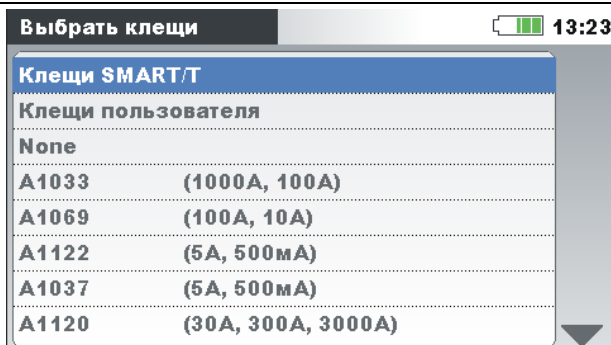 Выбрать клещи 13:23
Клещи SMART/T
Клещи пользователя
None
A1033 (1000A, 100A)
A1069 (100A, 10A)
A1122 (5A, 500мA)
A1037 (5A, 500мA)
A1120 (30A, 300A, 3000A)